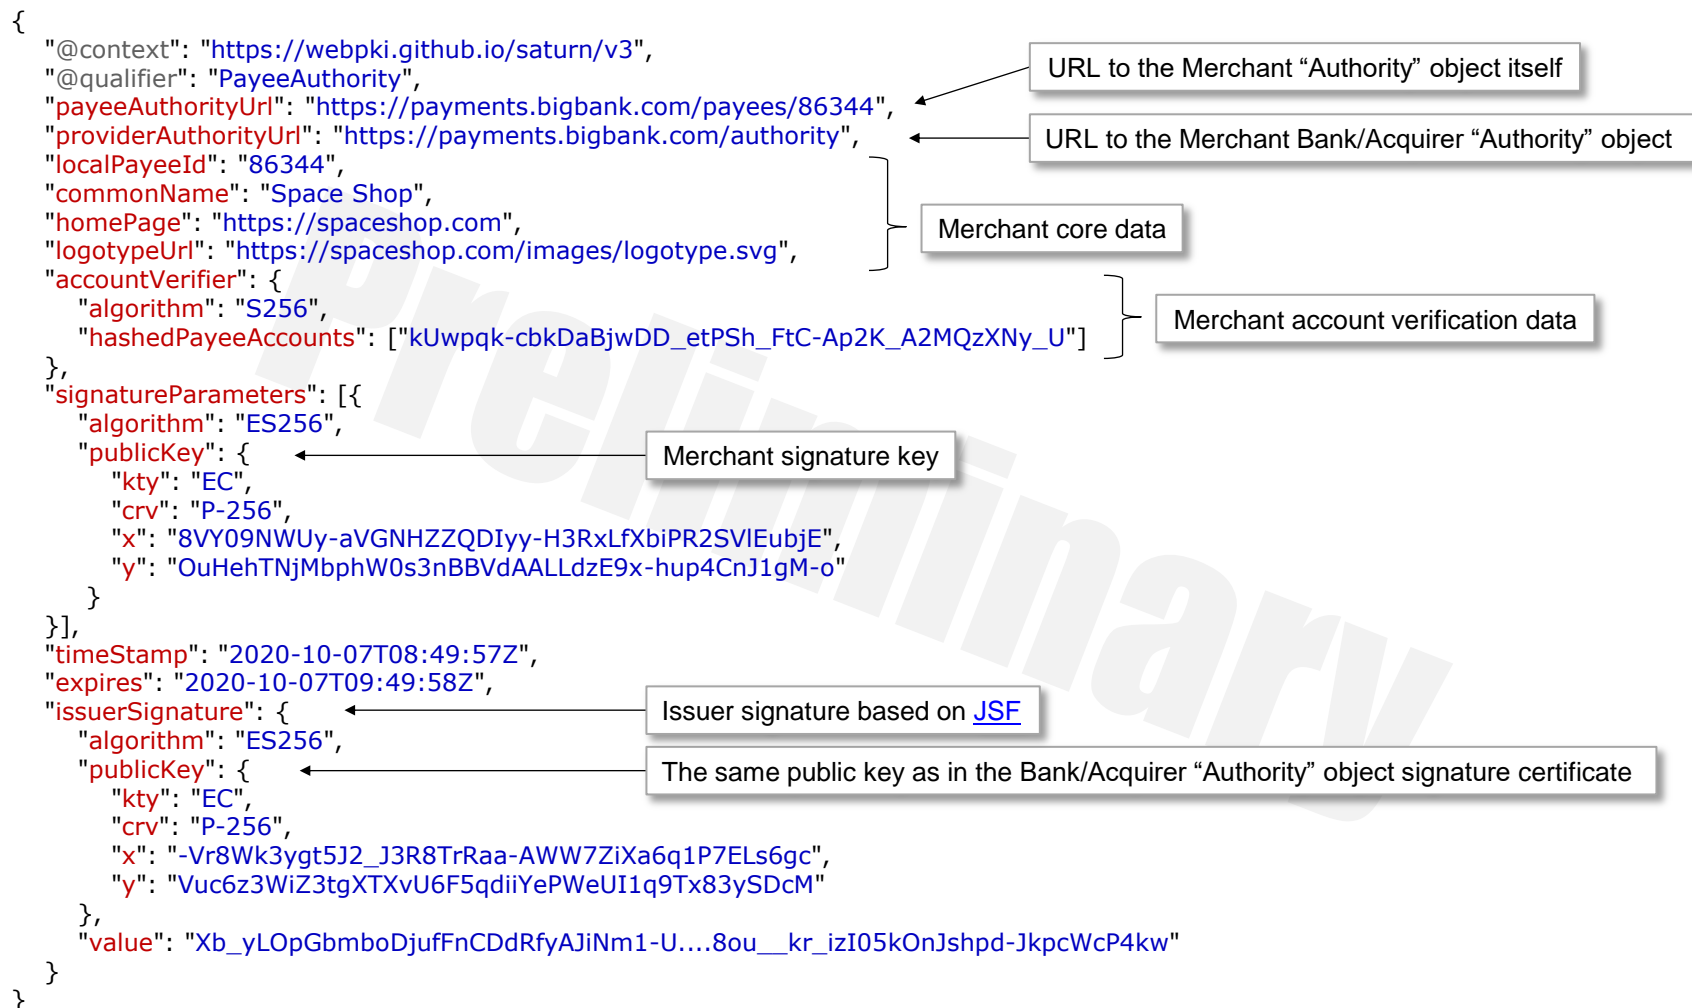 {
"@context": "https://webpki.github.io/saturn/v3",
"@qualifier": "PayeeAuthority",
"payeeAuthorityUrl": "https://payments.bigbank.com/payees/86344",
URL to the Merchant “Authority” object itself
"providerAuthorityUrl": "https://payments.bigbank.com/authority",
URL to the Merchant Bank/Acquirer “Authority” object
"localPayeeId": "86344",
"commonName": "Space Shop",
"homePage": "https://spaceshop.com",
"logotypeUrl": "https://spaceshop.com/images/logotype.svg",
Merchant core data
"accountVerifier": {
"algorithm": "S256",
"hashedPayeeAccounts": ["kUwpqk-cbkDaBjwDD_etPSh_FtC-Ap2K_A2MQzXNy_U"]
Merchant account verification data
},
"signatureParameters": [{
"algorithm": "ES256",
"publicKey": {
Merchant signature key
"kty": "EC",
"crv": "P-256",
"x": "8VY09NWUy-aVGNHZZQDIyy-H3RxLfXbiPR2SVlEubjE",
"y": "OuHehTNjMbphW0s3nBBVdAALLdzE9x-hup4CnJ1gM-o"
}
}],
"timeStamp": "2020-10-07T08:49:57Z",
"expires": "2020-10-07T09:49:58Z",
"issuerSignature": {
Issuer signature based on JSF
"algorithm": "ES256",
"publicKey": {
The same public key as in the Bank/Acquirer “Authority” object signature certificate
"kty": "EC",
"crv": "P-256",
"x": "-Vr8Wk3ygt5J2_J3R8TrRaa-AWW7ZiXa6q1P7ELs6gc",
"y": "Vuc6z3WiZ3tgXTXvU6F5qdiiYePWeUI1q9Tx83ySDcM"
},
"value": "Xb_yLOpGbmboDjufFnCDdRfyAJiNm1-U....8ou__kr_izI05kOnJshpd-JkpcWcP4kw"
}
}
Preliminary